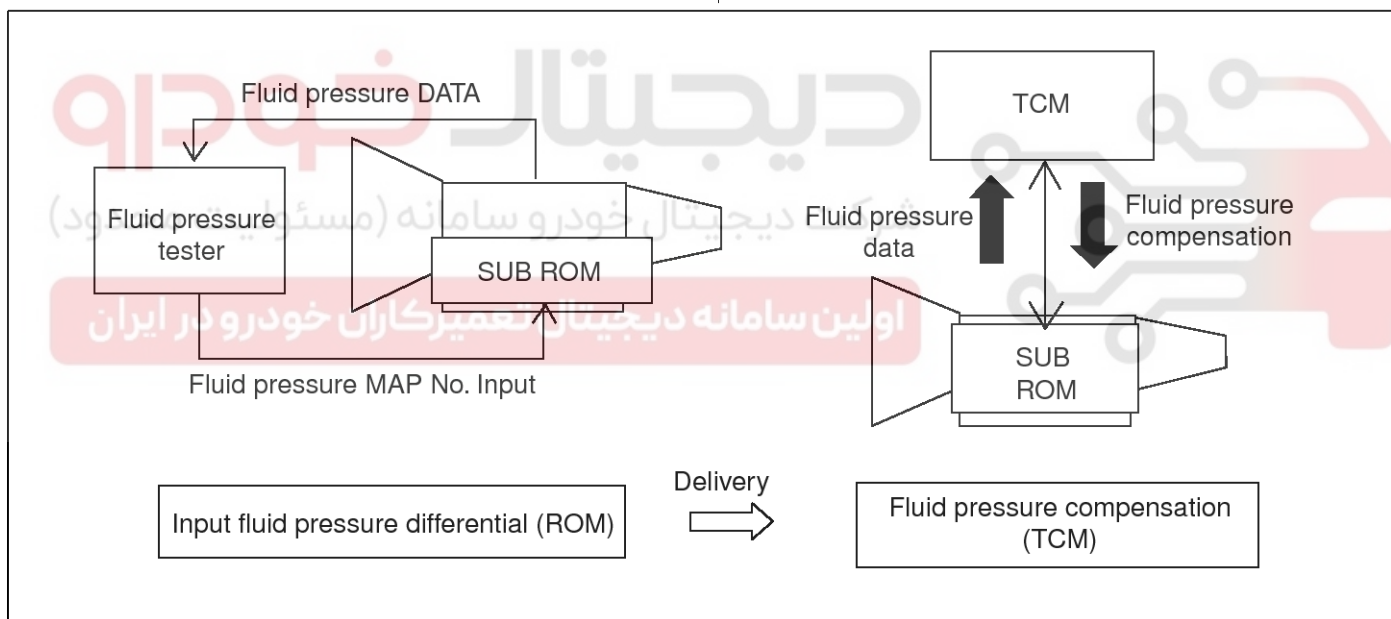 دیجیتال خودرو
شرکت دیجیتال خودرو سامانه (مسئولیت محدود)
اولین سامانه دیجیتال تعمیرکاران خودرو در ایران
Fluid pressure DATA
Fluid pressure
tester
SUB ROM
Fluid pressure MAP No. Input
TCM
Fluid pressure
data
Fluid pressure
compensation
SUB
ROM
Input fluid pressure differential (ROM)
Delivery
Fluid pressure compensation
(TCM)